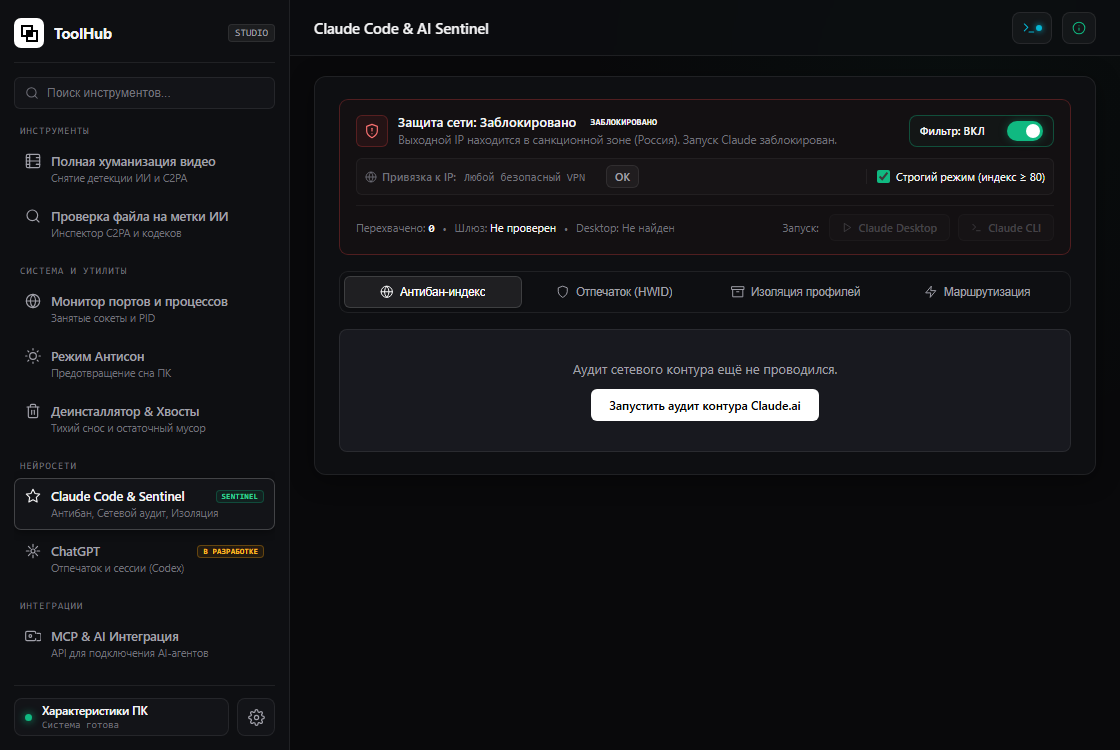 ToolHub
STUDIO
Поиск инструментов...
ИНСТРУМЕНТЫ
Полная хуманизация видео
Снятие детекции ИИ и C2PA
Проверка файла на метки ИИ
Инспектор C2PA и кодеков
СИСТЕМА И УТИЛИТЫ
Монитор портов и процессов
Занятые сокеты и PID
Режим Антисон
Предотвращение сна ПК
Деинсталлятор & Хвосты
Тихий снос и остаточный мусор
НЕЙРОСЕТИ
Claude Code & Sentinel
SENTINEL
Антибан, Сетевой аудит, Изоляция
ChatGPT
В РАЗРАБОТКЕ
Отпечаток и сессии (Codex)
ИНТЕГРАЦИИ
MCP & AI Интеграция
API для подключения AI-агентов
Характеристики ПК
Система готова
Claude Code & AI Sentinel
Защита сети: Заблокировано
ЗАБЛОКИРОВАНО
Выходной IP находится в санкционной зоне (Россия). Запуск Claude заблокирован.
Фильтр: ВКЛ
Привязка к IP: любой безопасный VPN
ОК
Строгий режим (индекс ≥ 80)
Перехвачено: 0 • Шлюз: Не проверен • Desktop: Не найден
Запуск:
Claude Desktop
Claude CLI
Антибан-индекс
Отпечаток (HWID)
Изоляция профилей
Маршрутизация
Аудит сетевого контура ещё не проводился.
Запустить аудит контура Claude.ai